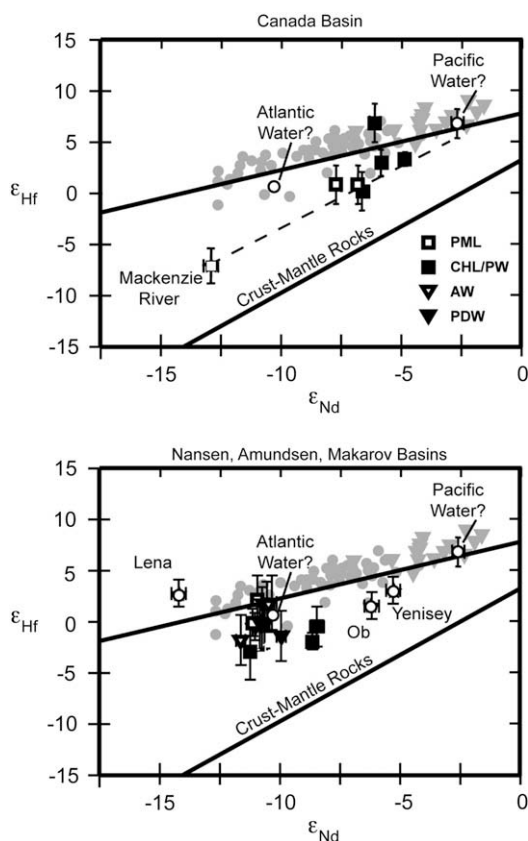 Canada Basin
15
10
5
0
-5
-10
-15
εHf
Atlantic
Water?
Pacific
Water?
Mackenzie
River
Crust-Mantle Rocks
PML
CHL/PW
AW
PDW
-15
-10
-5
0
εNd
Nansen, Amundsen, Makarov Basins
15
10
5
0
-5
-10
-15
εHf
Lena
Atlantic
Water?
Pacific
Water?
Ob
Yenisey
Crust-Mantle Rocks
-15
-10
-5
0
εNd